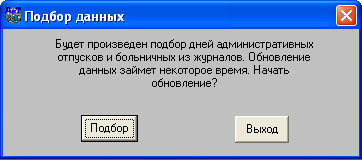 Подбор данных
Будет произведен подбор дней административных
отпусков и больничных из журналов. Обновление
данных займет некоторое время. Начать
обновление?
Подбор
Выход